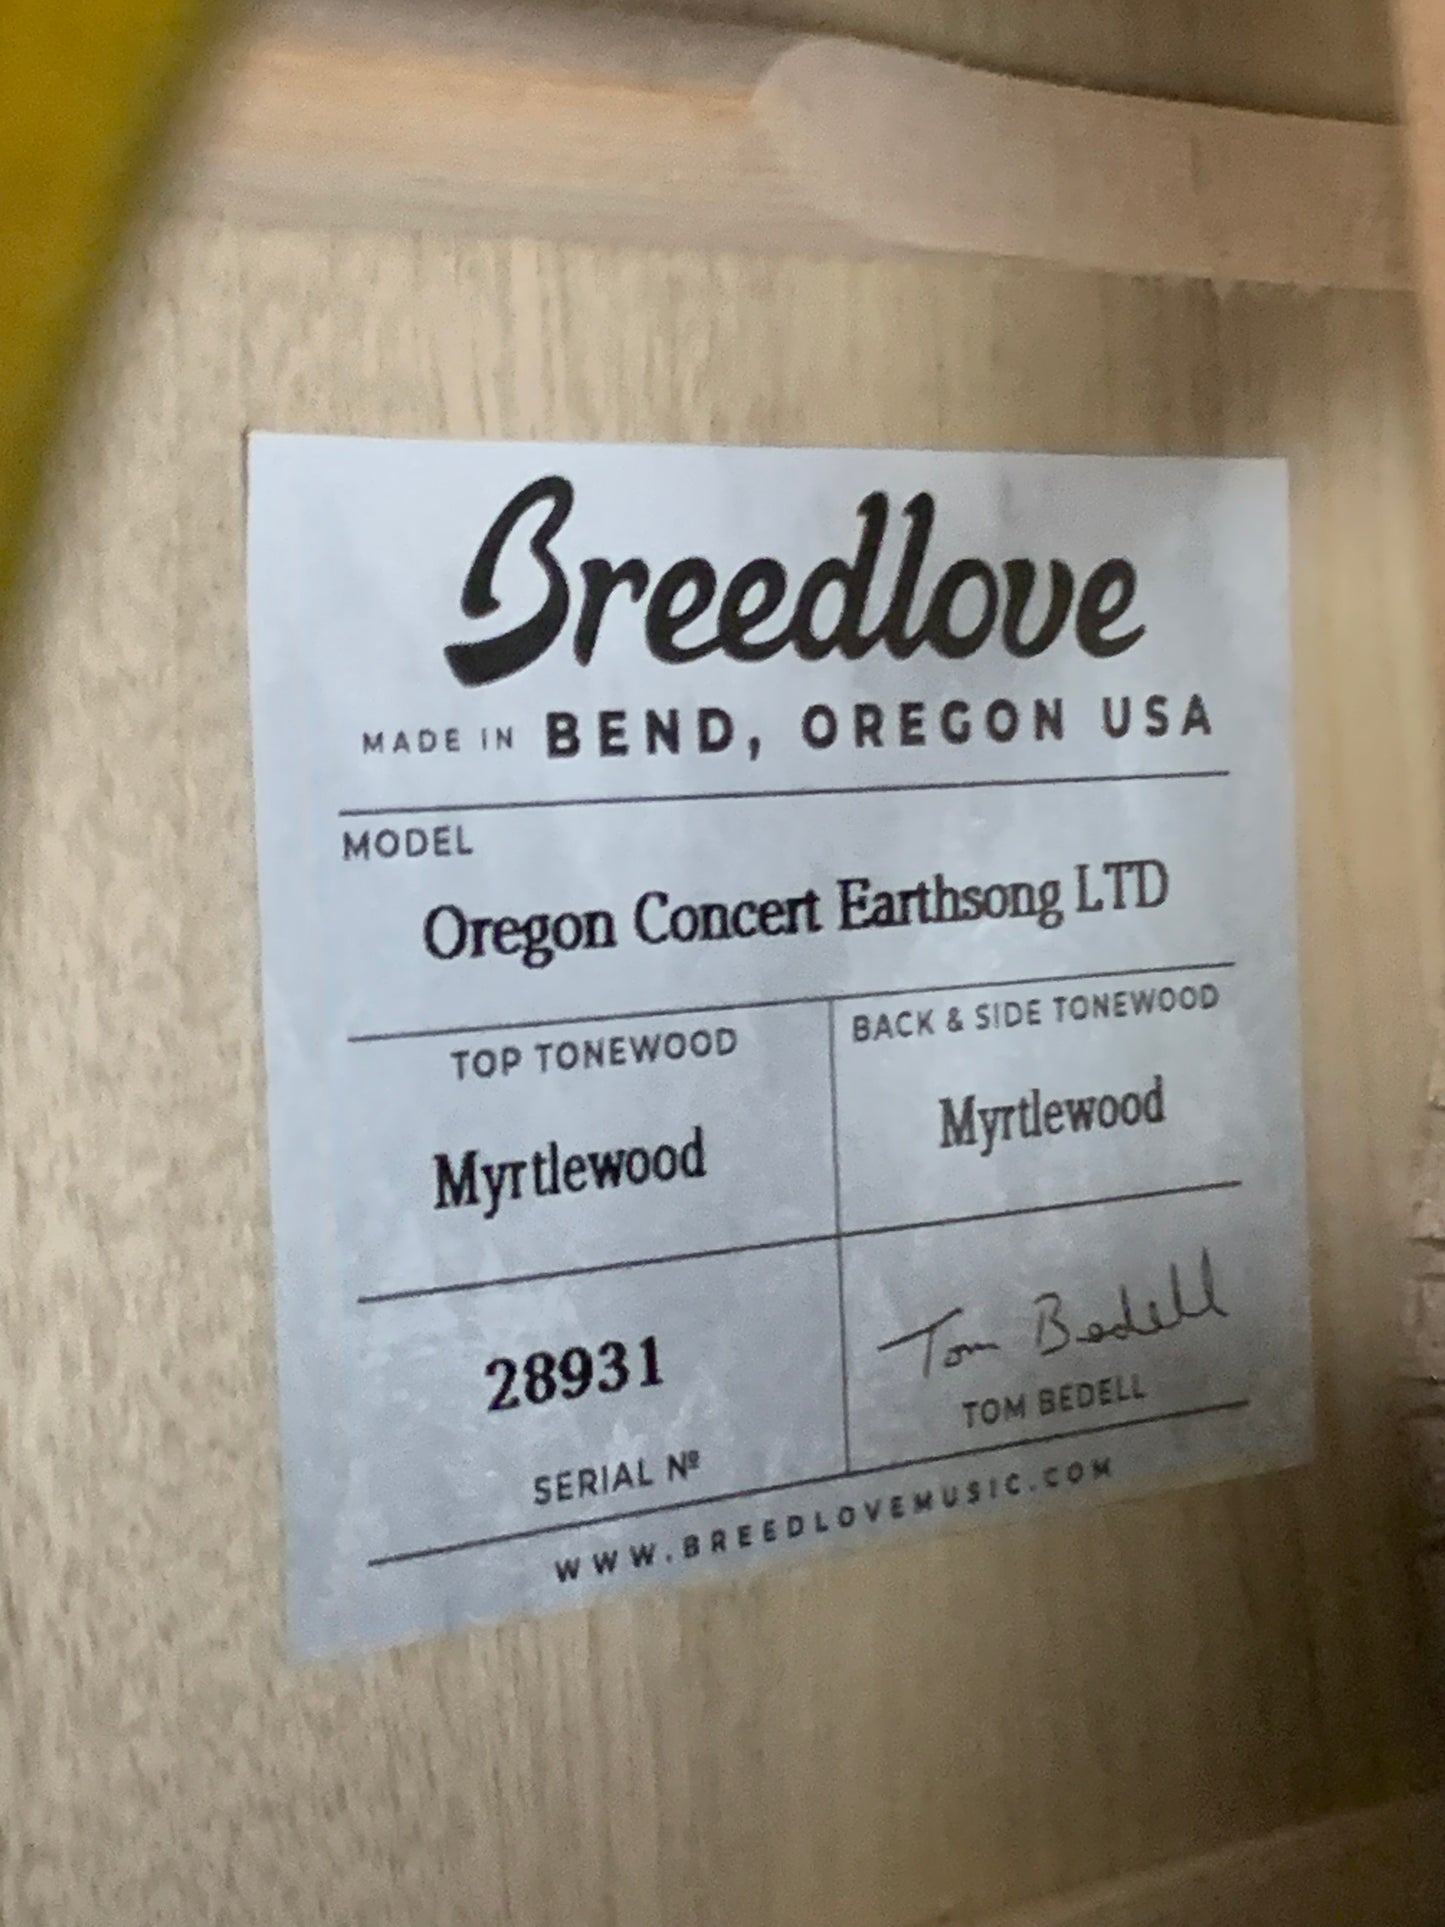 Breedlove
MADE IN BEND, OREGON USA
MODEL
Oregon Concert Earthsong LTD
TOP TONEWOOD
Myrtlewood
BACK & SIDE TONEWOOD
Myrtlewood
28931
SERIAL Nº
Tom Bedell
TOM BEDELL
WWW.BREEDLOVEMUSIC.COM